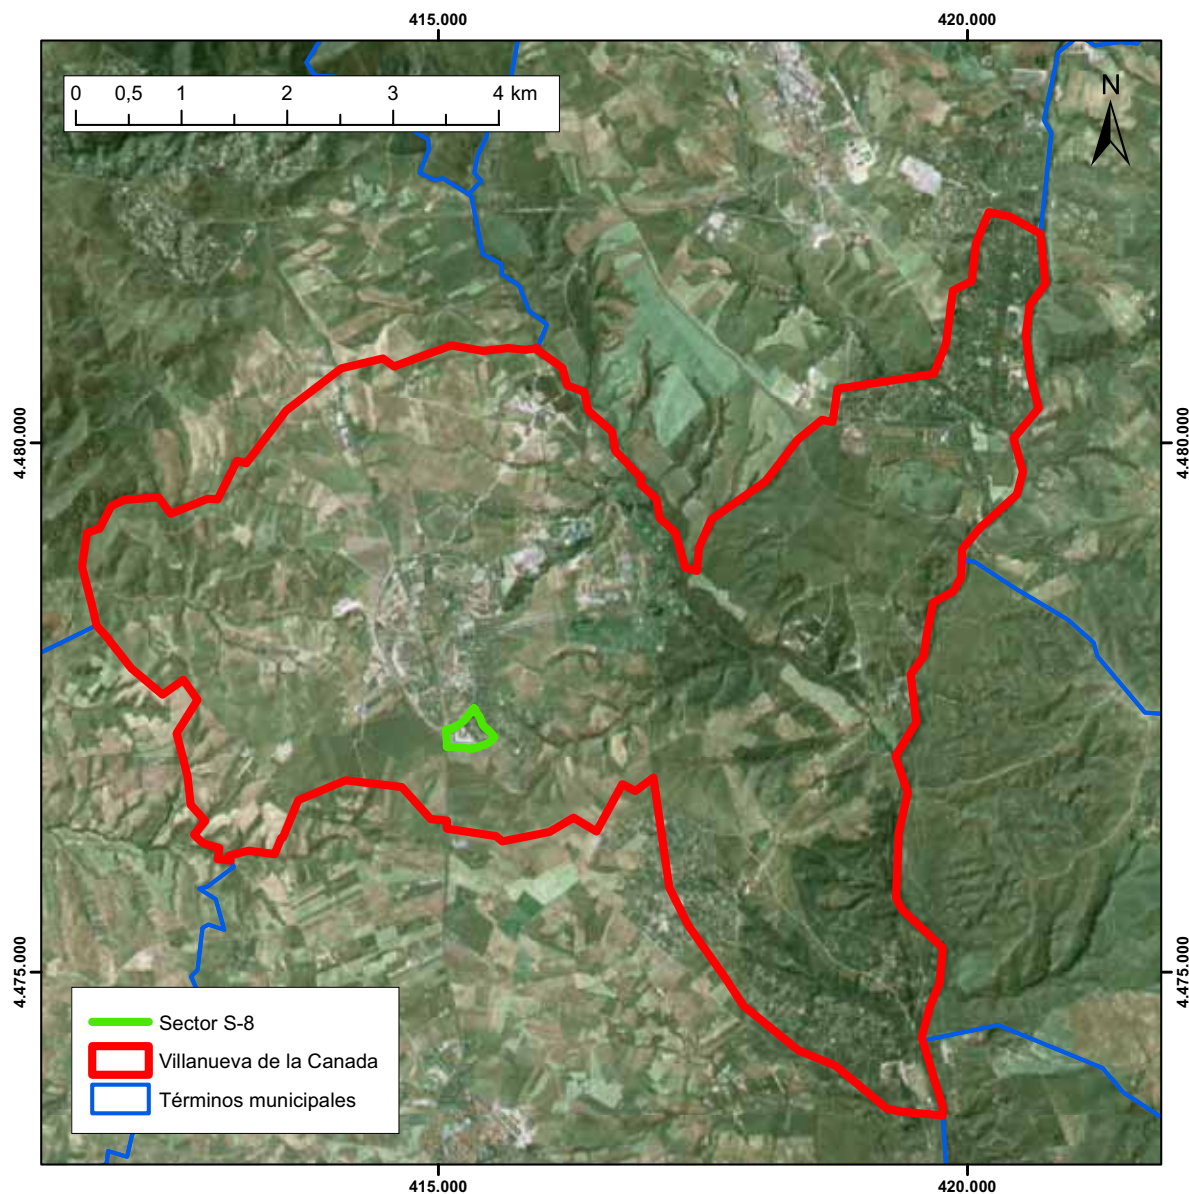 415.000 420.000
0 0,5 1 2 3 4 km
N
4.480.000 4.480.000
4.475.000 4.475.000
Sector S-8
Villanueva de la Canada
Términos municipales
415.000 420.000